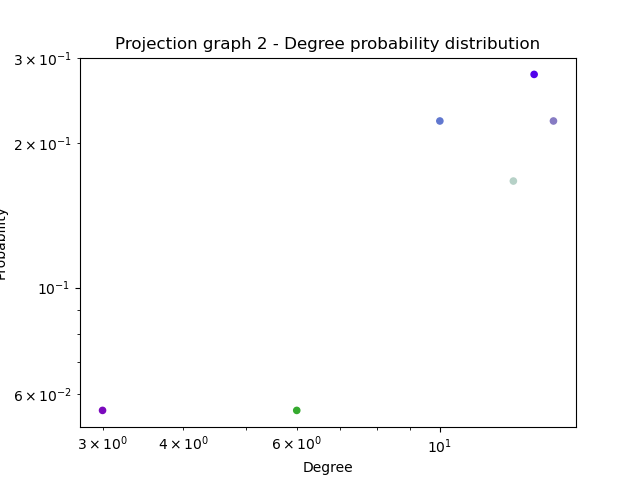 Projection graph 2 - Degree probability distribution
3 × 10⁻¹
2 × 10⁻¹
10⁻¹
6 × 10⁻²
Probability
3 × 10⁰
4 × 10⁰
6 × 10⁰
10¹
Degree